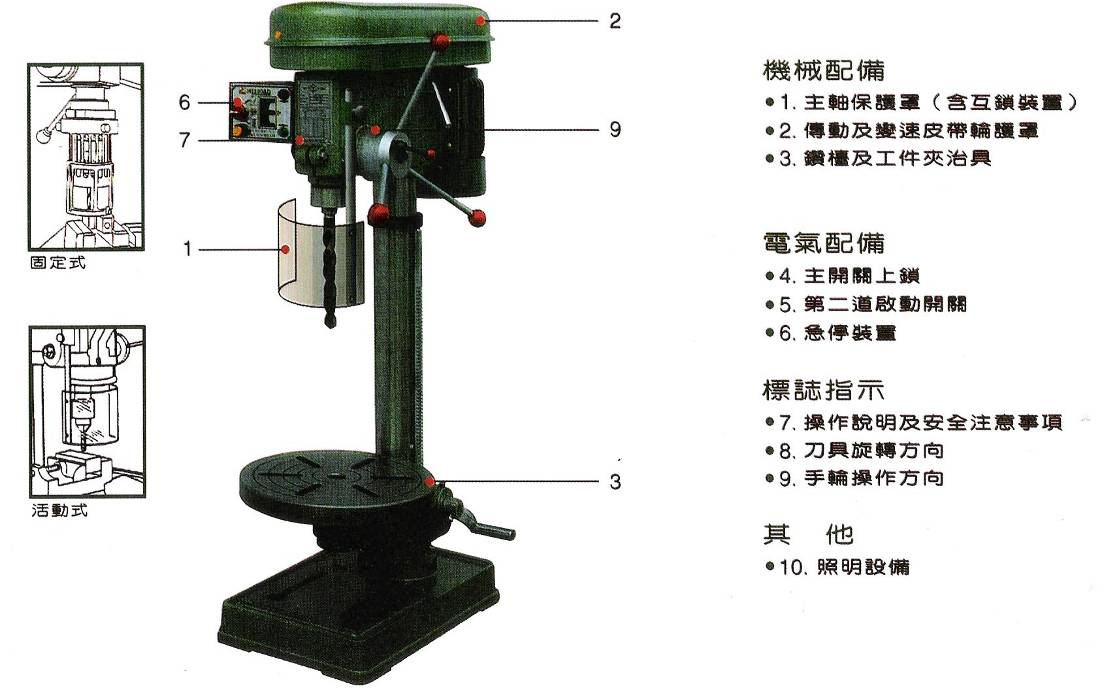 2
6
7
9
1
3
固定式
活動式
機械配備
•1. 主軸保護罩（含互鎖裝置）
•2. 傳動及變速皮帶輪護罩
•3. 鑽檯及工件夾治具
電氣配備
•4. 主開關上鎖
•5. 第二道啟動開關
•6. 急停裝置
標誌指示
•7. 操作說明及安全注意事項
•8. 刀具旋轉方向
•9. 手輪操作方向
其　他
•10. 照明設備